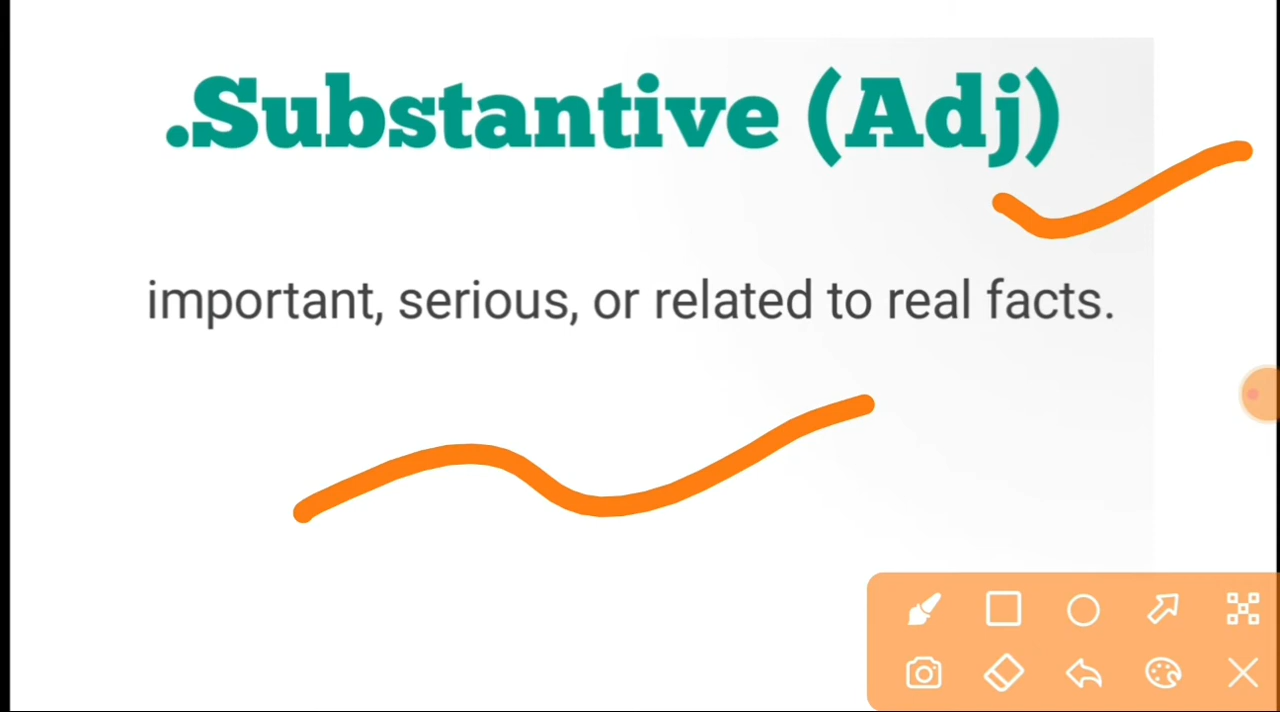 .Substantive (Adj)
important, serious, or related to real facts.